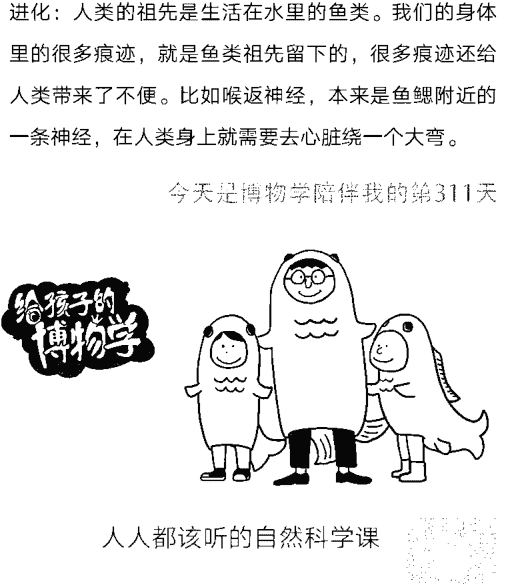 进化：人类的祖先是生活在水里的鱼类。我们的身体
里的很多痕迹，就是鱼类祖先留下的，很多痕迹还给
人类带来了不便。比如喉返神经，本来是鱼鳃附近的
一条神经，在人类身上就需要去心脏绕一个大弯。
今天是博物学陪伴我的第311天
给孩子的
博物学
人人都该听的自然科学课